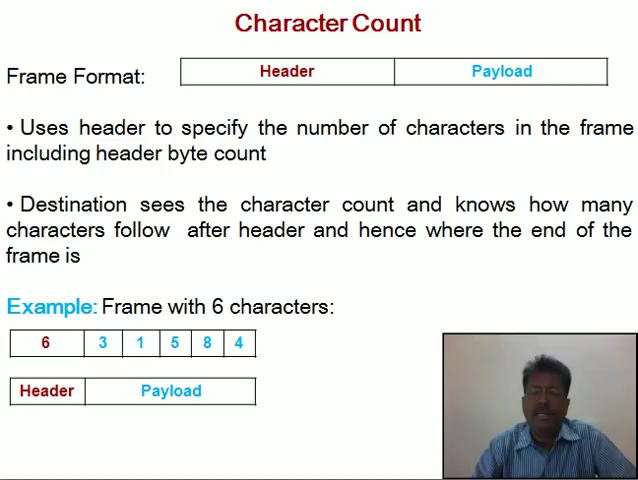 Character Count
Frame Format:
Header Payload
• Uses header to specify the number of characters in the frame
including header byte count
• Destination sees the character count and knows how many
characters follow after header and hence where the end of the
frame is
Example: Frame with 6 characters:
6 3 1 5 8 4
Header Payload